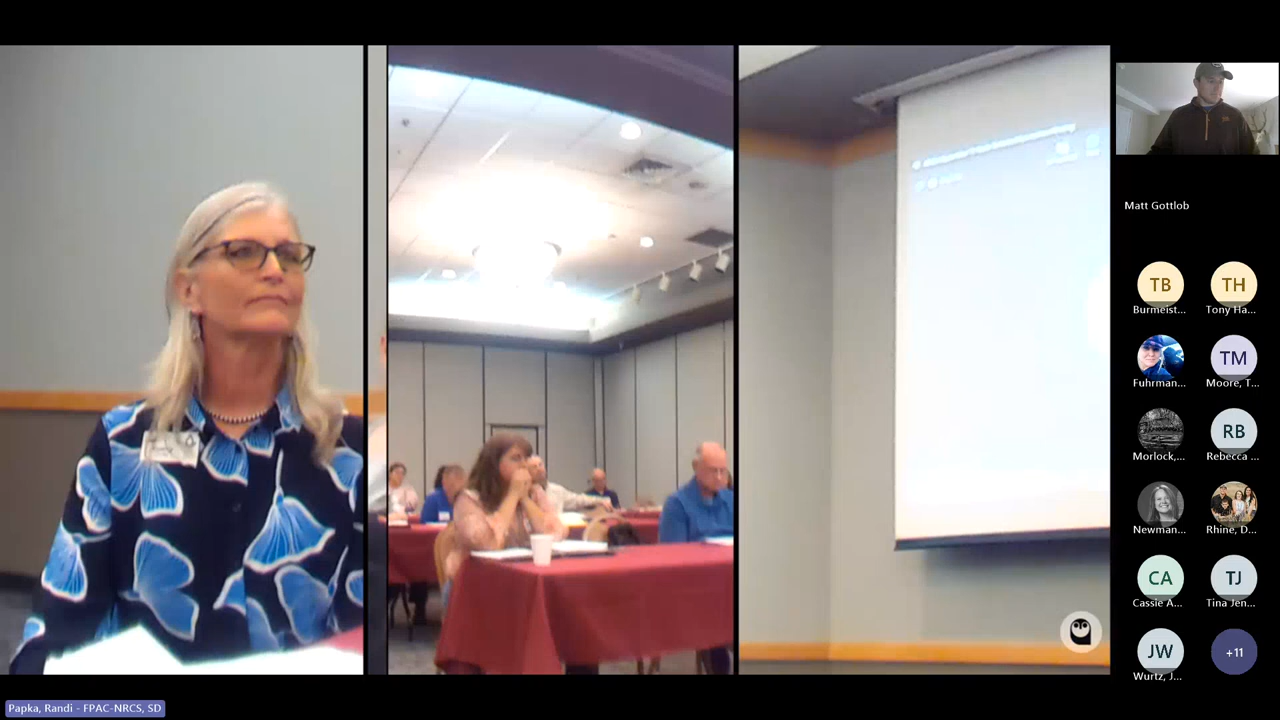 Matt Gottlob
TB
TH
Burmeist...
Tony Ha...
Fuhrman...
TM
Moore, T...
Morlock,...
RB
Rebecca ...
Newman...
Rhine, D...
CA
TJ
Cassie A...
Tina Jen...
JW
+11
Wurtz, J...
Papka, Randi - FPAC-NRCS, SD